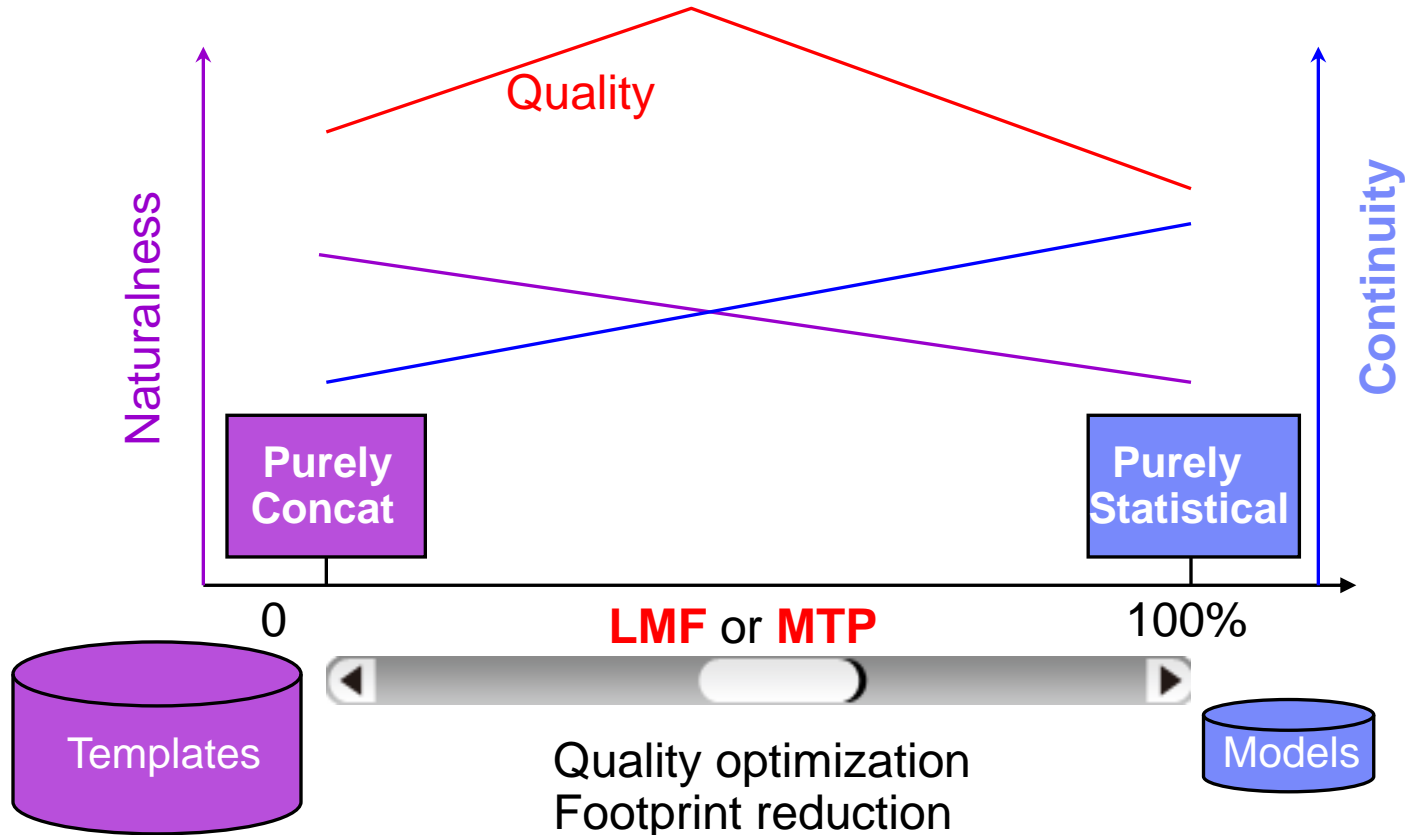 Quality
Naturalness
Continuity
Purely
Concat
Purely
Statistical
0
LMF or MTP
100%
Templates
Models
Quality optimization
Footprint reduction